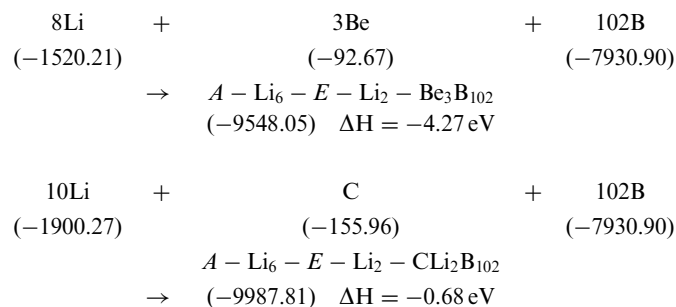 8Li + 3Be + 102B
(−1520.21) (−92.67) (−7930.90)
→ A − Li₆ − E − Li₂ − Be₃B₁₀₂
(−9548.05) ΔH = −4.27 eV
10Li + C + 102B
(−1900.27) (−155.96) (−7930.90)
A − Li₆ − E − Li₂ − CLi₂B₁₀₂
→ (−9987.81) ΔH = −0.68 eV